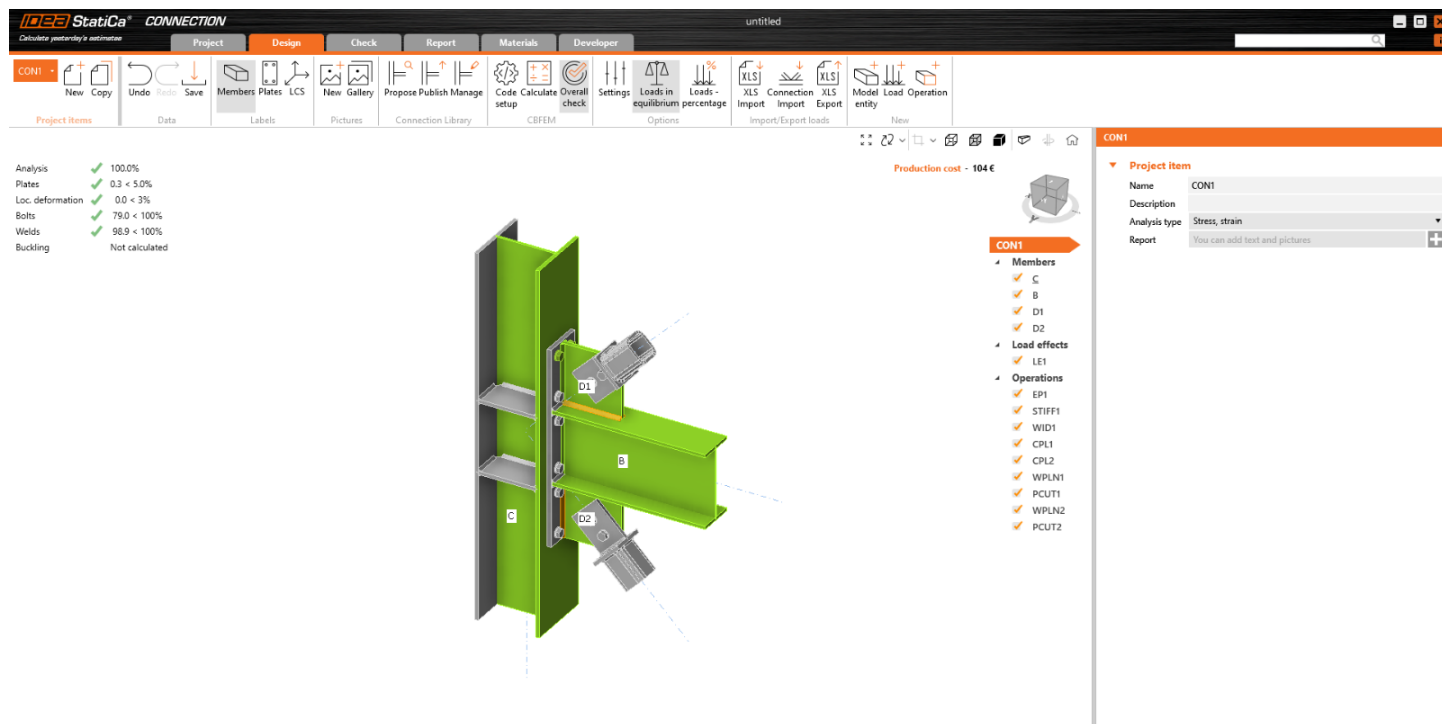 IDEA StatiCa® CONNECTION
untitled
Calculate yesterday's estimates
Project Design Check Report Materials Developer
CON1
New Copy Undo Redo Save Members Plates LCS New Gallery Propose Publish Manage Code setup Calculate Overall check Settings Loads in equilibrium Loads - percentage XLS Import Connection Import XLS Export Model entity Load Operation
Project items Data Labels Pictures Connection Library CBFEM Options Import/Export loads New
Analysis 100.0%
Plates 0.3 < 5.0%
Loc. deformation 0.0 < 3%
Bolts 79.0 < 100%
Welds 98.9 < 100%
Buckling Not calculated
Production cost - 104 €
D1
B
C
D2
CON1
Members
C
B
D1
D2
Load effects
LE1
Operations
EP1
STIFF1
WID1
CPL1
CPL2
WPLN1
PCUT1
WPLN2
PCUT2
CON1
Project item
Name CON1
Description
Analysis type Stress, strain
Report You can add text and pictures